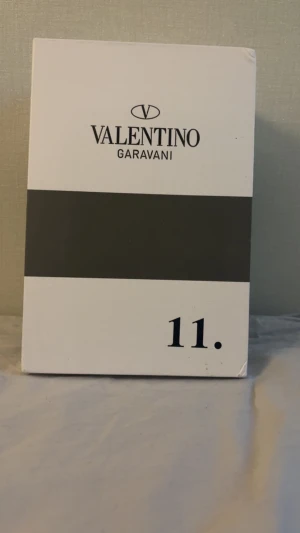 V
VALENTINO
GARAVANI
11.